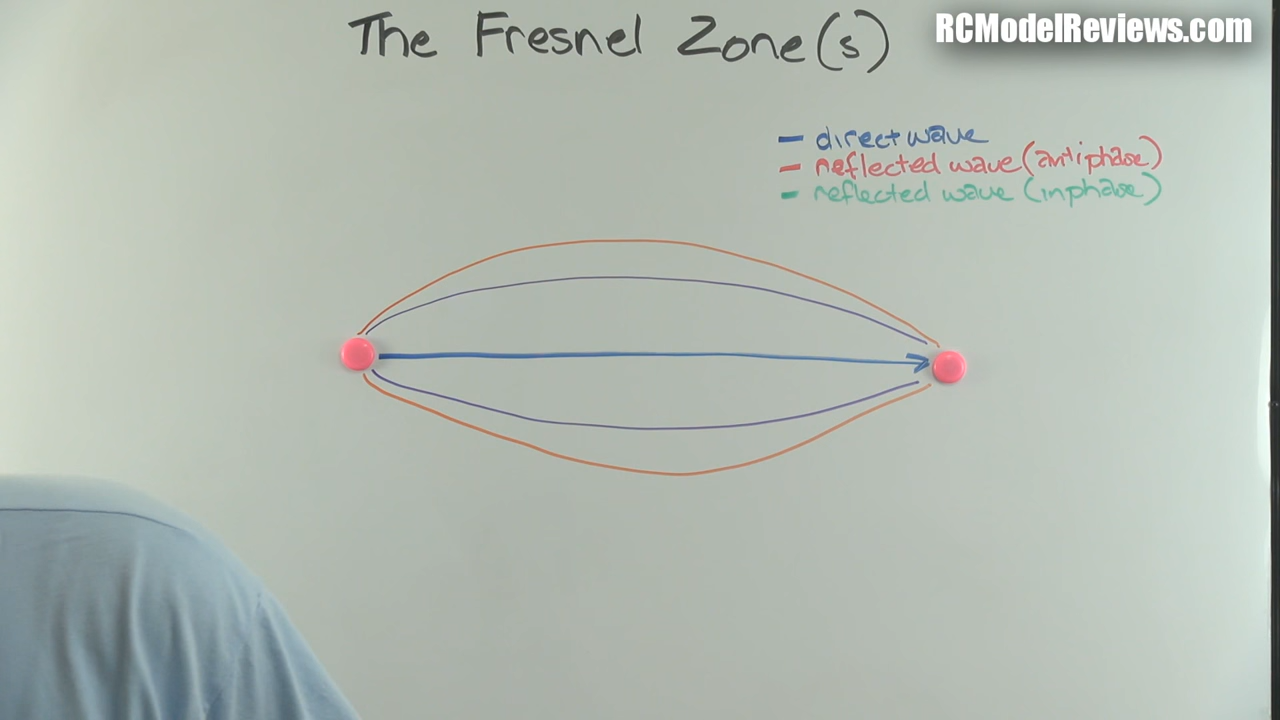 The Fresnel Zone(s)
RCModelReviews.com
direct wave
reflected wave (antiphase)
reflected wave (inphase)